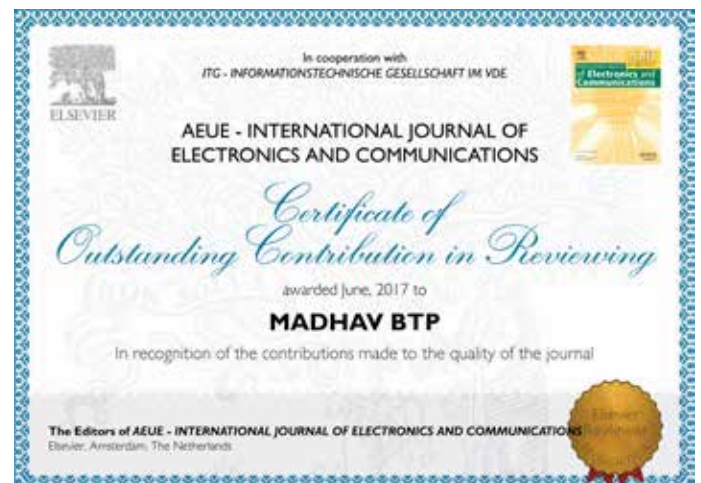 In cooperation with
ITG - INFORMATIONSTECHNISCHE GESELLSCHAFT IM VDE
ELSEVIER
of Electronics and
Communications
AEUE - INTERNATIONAL JOURNAL OF
ELECTRONICS AND COMMUNICATIONS
Certificate of
Outstanding Contribution in Reviewing
awarded June, 2017 to
MADHAV BTP
In recognition of the contributions made to the quality of the journal
The Editors of AEUE - INTERNATIONAL JOURNAL OF ELECTRONICS AND COMMUNICATIONS
Elsevier, Amsterdam, The Netherlands
Elsevier
Reviewer